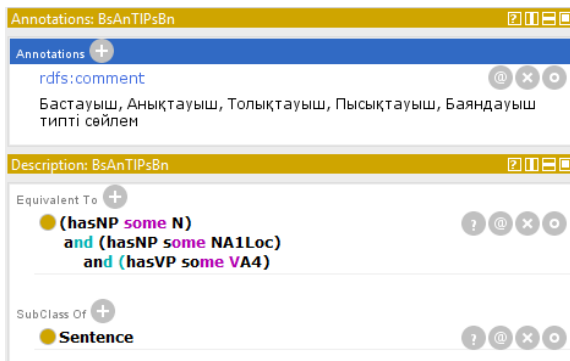 Annotations: BsAnTlPsBn
Annotations
rdfs:comment
Бастауыш, Анықтауыш, Толықтауыш, Пысықтауыш, Баяндауыш
типті сөйлем
Description: BsAnTlPsBn
Equivalent To
(hasNP some N)
and (hasNP some NA1Loc)
and (hasVP some VA4)
SubClass Of
Sentence